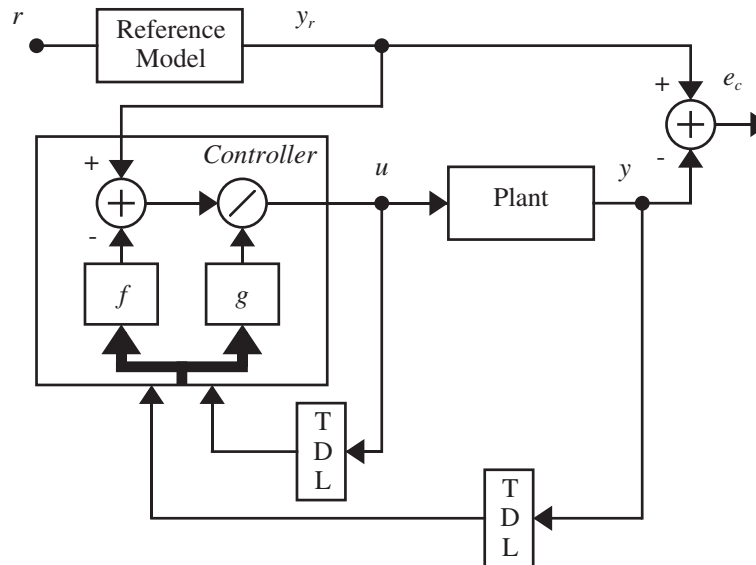 r
Reference
Model
y_r
+
e_c
+
-
Controller
+
-
u
Plant
y
f
g
T
D
L
T
D
L